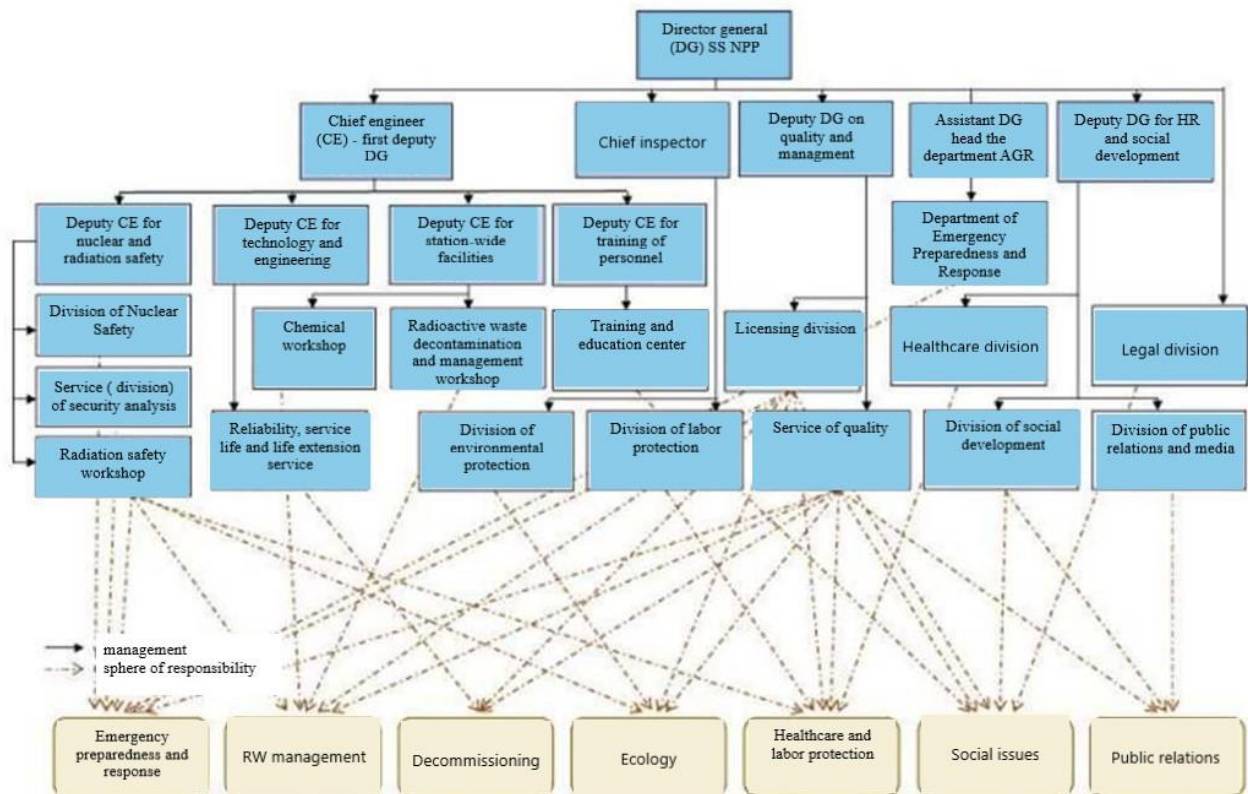 Director general
(DG) SS NPP
Chief engineer
(CE) - first deputy
DG
Chief inspector
Deputy DG on
quality and
managment
Assistant DG
head the
department AGR
Deputy DG for HR
and social
development
Deputy CE for
nuclear and
radiation safety
Deputy CE for
technology and
engineering
Deputy CE for
station-wide
facilities
Deputy CE for
training of
personnel
Department of
Emergency
Preparedness and
Response
Division of Nuclear
Safety
Chemical
workshop
Radioactive waste
decontamination
and management
workshop
Training and
education center
Licensing division
Healthcare division
Legal division
Service ( division)
of security analysis
Radiation safety
workshop
Reliability, service
life and life extension
service
Division of
environmental
protection
Division of labor
protection
Service of quality
Division of social
development
Division of public
relations and media
management
sphere of responsibility
Emergency
preparedness and
response
RW management
Decommissioning
Ecology
Healthcare and
labor protection
Social issues
Public relations